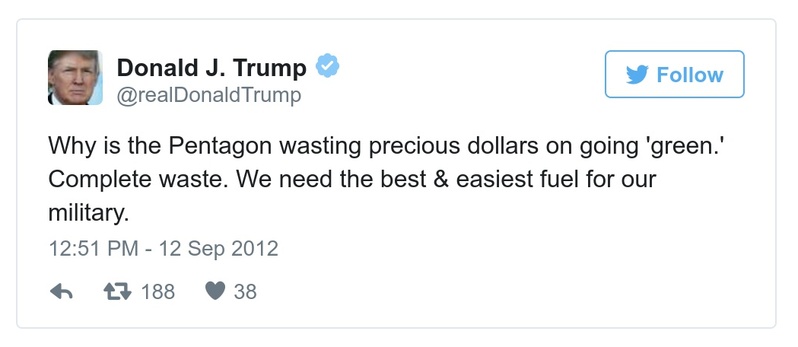 Donald J. Trump
@realDonaldTrump
Follow
Why is the Pentagon wasting precious dollars on going 'green.'
Complete waste. We need the best & easiest fuel for our
military.
12:51 PM - 12 Sep 2012
188 38